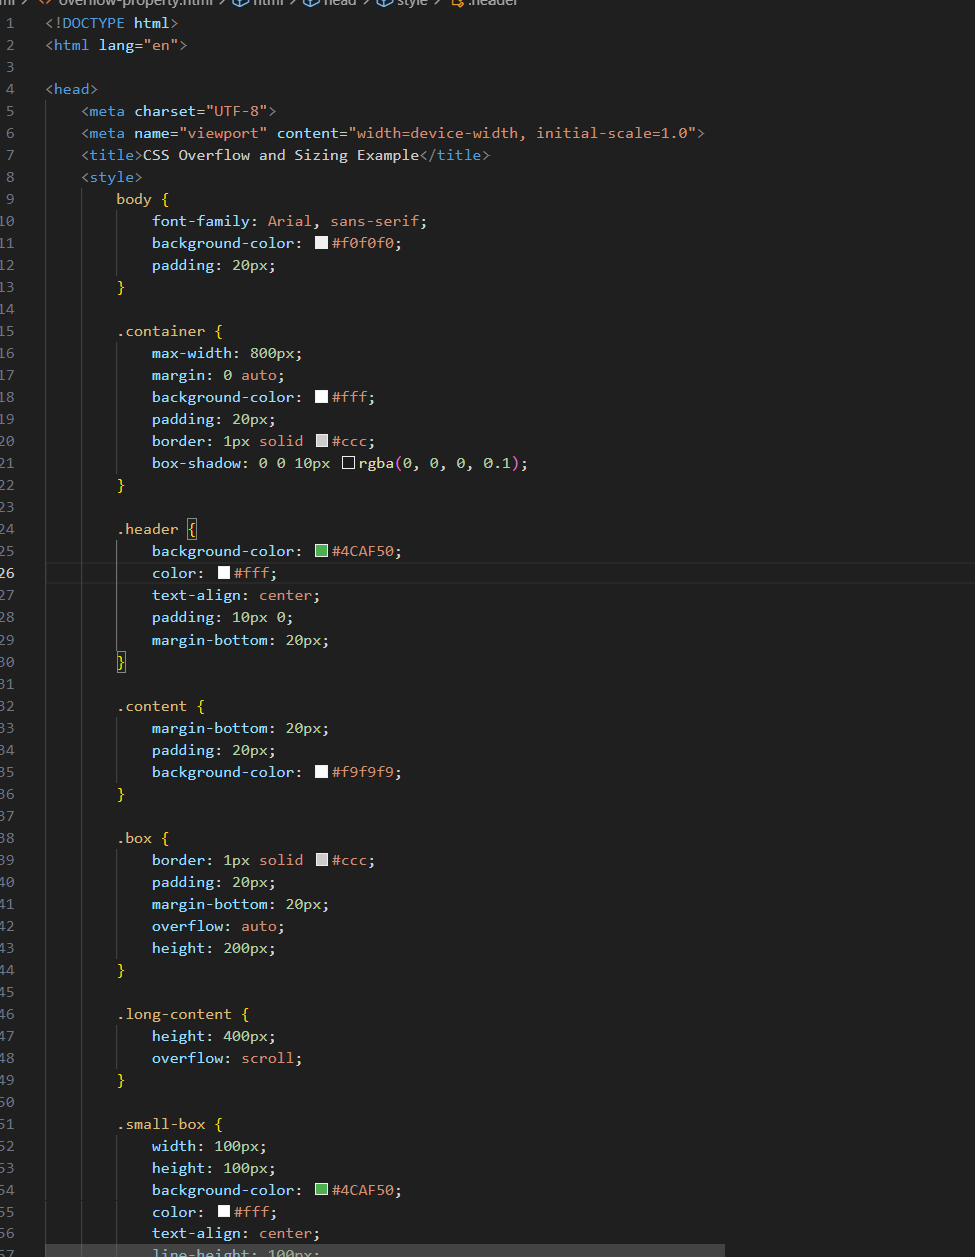 overflow-property.html > html > head > style > .header
1 <!DOCTYPE html>
2 <html lang="en">
3
4 <head>
5 <meta charset="UTF-8">
6 <meta name="viewport" content="width=device-width, initial-scale=1.0">
7 <title>CSS Overflow and Sizing Example</title>
8 <style>
9 body {
10 font-family: Arial, sans-serif;
11 background-color: #f0f0f0;
12 padding: 20px;
13 }
14
15 .container {
16 max-width: 800px;
17 margin: 0 auto;
18 background-color: #fff;
19 padding: 20px;
20 border: 1px solid #ccc;
21 box-shadow: 0 0 10px rgba(0, 0, 0, 0.1);
22 }
23
24 .header {
25 background-color: #4CAF50;
26 color: #fff;
27 text-align: center;
28 padding: 10px 0;
29 margin-bottom: 20px;
30 }
31
32 .content {
33 margin-bottom: 20px;
34 padding: 20px;
35 background-color: #f9f9f9;
36 }
37
38 .box {
39 border: 1px solid #ccc;
40 padding: 20px;
41 margin-bottom: 20px;
42 overflow: auto;
43 height: 200px;
44 }
45
46 .long-content {
47 height: 400px;
48 overflow: scroll;
49 }
50
51 .small-box {
52 width: 100px;
53 height: 100px;
54 background-color: #4CAF50;
55 color: #fff;
56 text-align: center;
57 line-height: 100px;